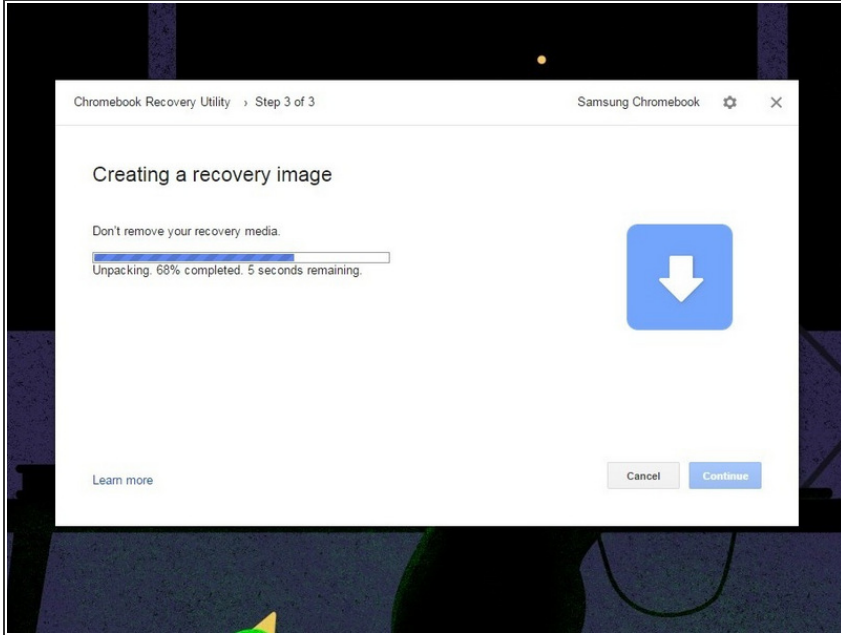 Chromebook Recovery Utility › Step 3 of 3 Samsung Chromebook
Creating a recovery image
Don't remove your recovery media.
Unpacking. 68% completed. 5 seconds remaining.
Learn more Cancel Continue